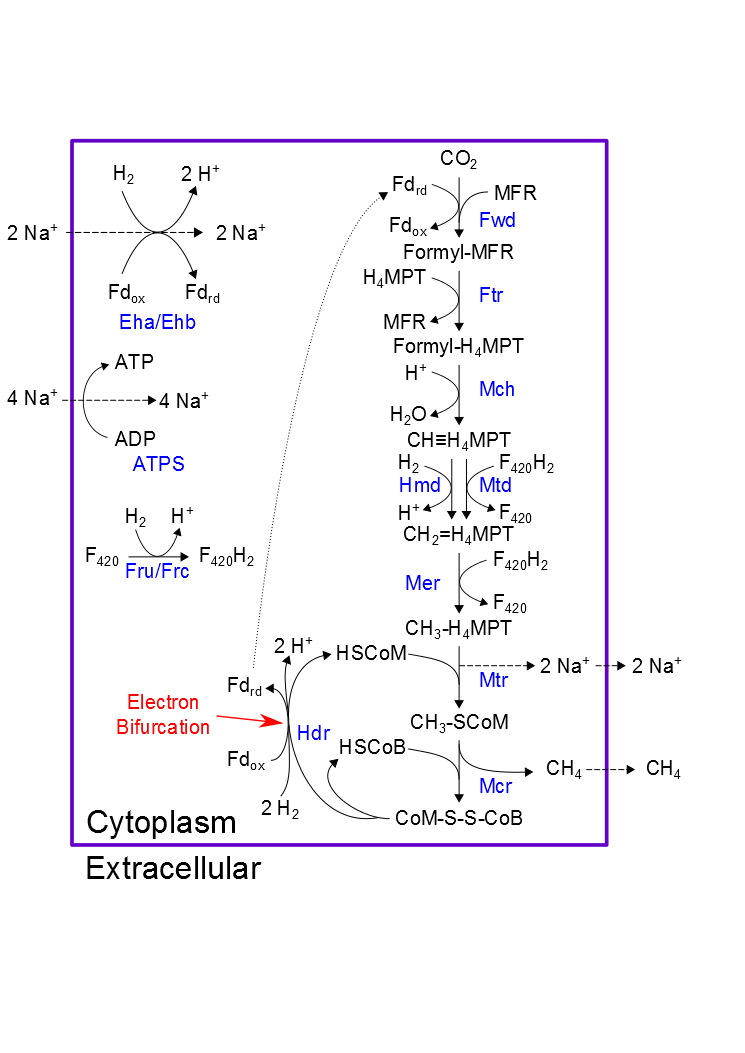 H₂ 2 H⁺
2 Na⁺ 2 Na⁺
Fdox Fdrd
Eha/Ehb
ATP
4 Na⁺ 4 Na⁺
ADP
ATPS
H₂ H⁺
F₄₂₀ F₄₂₀H₂
Fru/Frc
CO₂
Fdrd MFR
Fdox Fwd
Formyl-MFR
H₄MPT
Ftr
MFR
Formyl-H₄MPT
H⁺
Mch
H₂O
CH≡H₄MPT
H₂ F₄₂₀H₂
Hmd Mtd
H⁺ F₄₂₀
CH₂=H₄MPT
F₄₂₀H₂
Mer
F₄₂₀
CH₃-H₄MPT
2 H⁺ HSCoM
2 Na⁺ 2 Na⁺
Fdrd Mtr
Electron
Bifurcation
CH₃-SCoM
Hdr
HSCoB
Fdox
CH₄ CH₄
Mcr
2 H₂
CoM-S-S-CoB
Cytoplasm
Extracellular